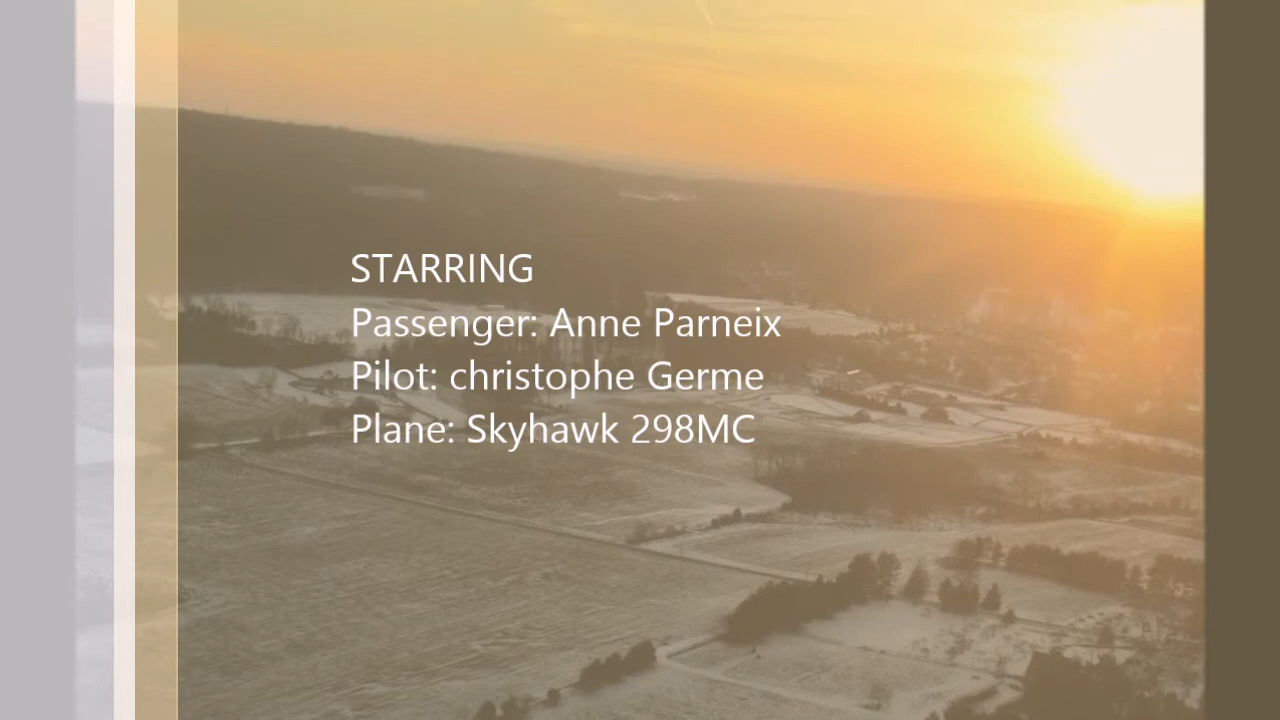 STARRING
Passenger: Anne Parneix
Pilot: christophe Germe
Plane: Skyhawk 298MC